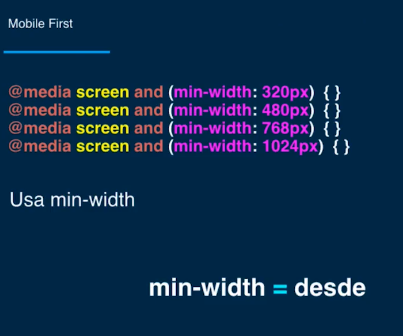 Mobile First
@media screen and (min-width: 320px) { }
@media screen and (min-width: 480px) { }
@media screen and (min-width: 768px) { }
@media screen and (min-width: 1024px) { }
Usa min-width
min-width = desde